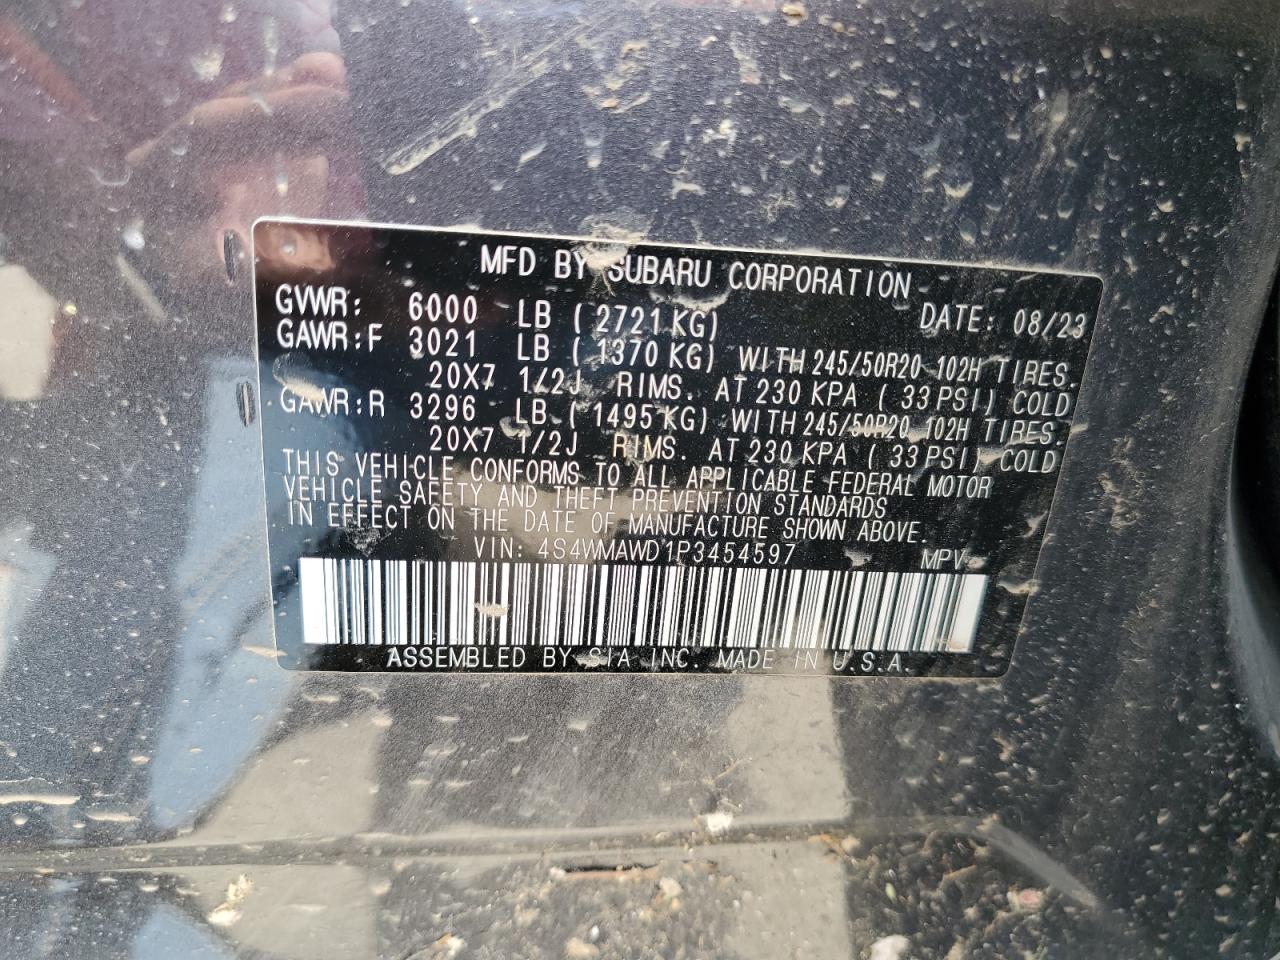 MFD BY SUBARU CORPORATION
DATE: 08/23
GVWR: 6000 LB (2721KG)
GAWR:F 3021 LB (1370 KG) WITH 245/50R20 102H TIRES.
20X7 1/2J RIMS. AT 230 KPA (33 PSI) COLD
GAWR:R 3296 LB (1495 KG) WITH 245/50R20 102H TIRES.
20X7 1/2J RIMS. AT 230 KPA (33 PSI) COLD
THIS VEHICLE CONFORMS TO ALL APPLICABLE FEDERAL MOTOR
VEHICLE SAFETY AND THEFT PREVENTION STANDARDS
IN EFFECT ON THE DATE OF MANUFACTURE SHOWN ABOVE.
VIN: 4S4WMAWD1P3454597 MPV
ASSEMBLED BY SIA INC. MADE IN U.S.A.